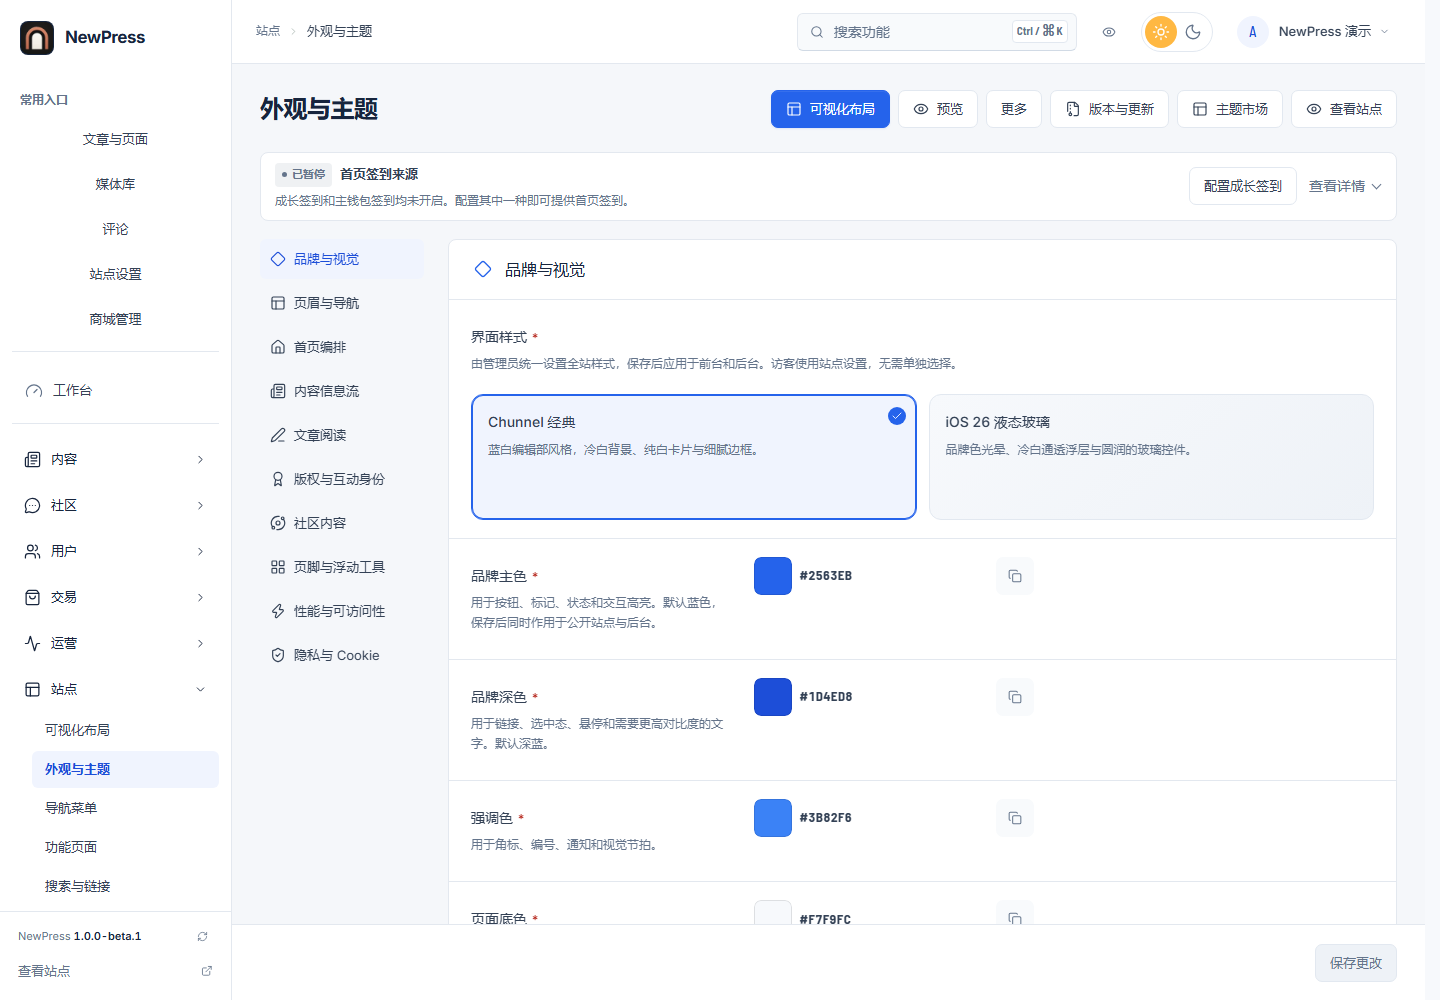 NewPress
常用入口
文章与页面
媒体库
评论
站点设置
商城管理
工作台
内容
社区
用户
交易
运营
站点
可视化布局
外观与主题
导航菜单
功能页面
搜索与链接
NewPress 1.0.0-beta.1
查看站点
站点 > 外观与主题
搜索功能
Ctrl / ⌘ K
A
NewPress 演示
外观与主题
可视化布局
预览
更多
版本与更新
主题市场
查看站点
已暂停 首页签到来源
成长签到和主钱包签到均未开启。配置其中一种即可提供首页签到。
配置成长签到
查看详情
品牌与视觉
页眉与导航
首页编排
内容信息流
文章阅读
版权与互动身份
社区内容
页脚与浮动工具
性能与可访问性
隐私与 Cookie
品牌与视觉
界面样式 *
由管理员统一设置全站样式，保存后应用于前台和后台。访客使用站点设置，无需单独选择。
Chunnel 经典
蓝白编辑部风格，冷白背景、纯白卡片与细腻边框。
iOS 26 液态玻璃
品牌色光晕、冷白通透浮层与圆润的玻璃控件。
品牌主色 *
用于按钮、标记、状态和交互高亮。默认蓝色，
保存后同时作用于公开站点与后台。
#2563EB
品牌深色 *
用于链接、选中态、悬停和需要更高对比度的文
字。默认深蓝。
#1D4ED8
强调色 *
用于角标、编号、通知和视觉节拍。
#3B82F6
页面底色 *
#F7F9FC
保存更改